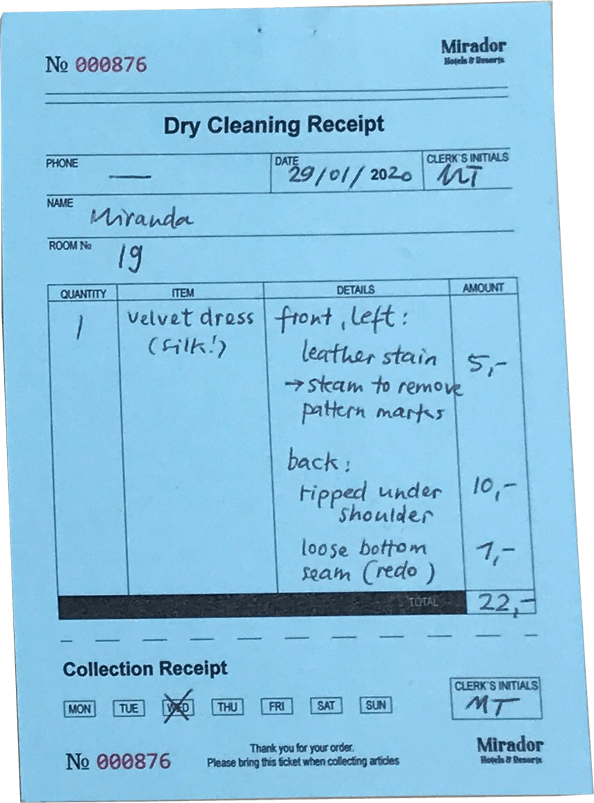 № 000876
Mirador
Hotels & Resorts
Dry Cleaning Receipt
PHONE
—
DATE
29/01/2020
CLERK'S INITIALS
MT
NAME
Miranda
ROOM №
19
QUANTITY ITEM DETAILS AMOUNT
1 velvet dress front, left:
(silk!)
leather stain 5,-
→ steam to remove
pattern marks
back:
ripped under 10,-
shoulder
loose bottom 7,-
seam (redo)
TOTAL 22,-
Collection Receipt
CLERK'S INITIALS
MT
MON TUE WED THU FRI SAT SUN
№ 000876
Thank you for your order.
Please bring this ticket when collecting articles
Mirador
Hotels & Resorts